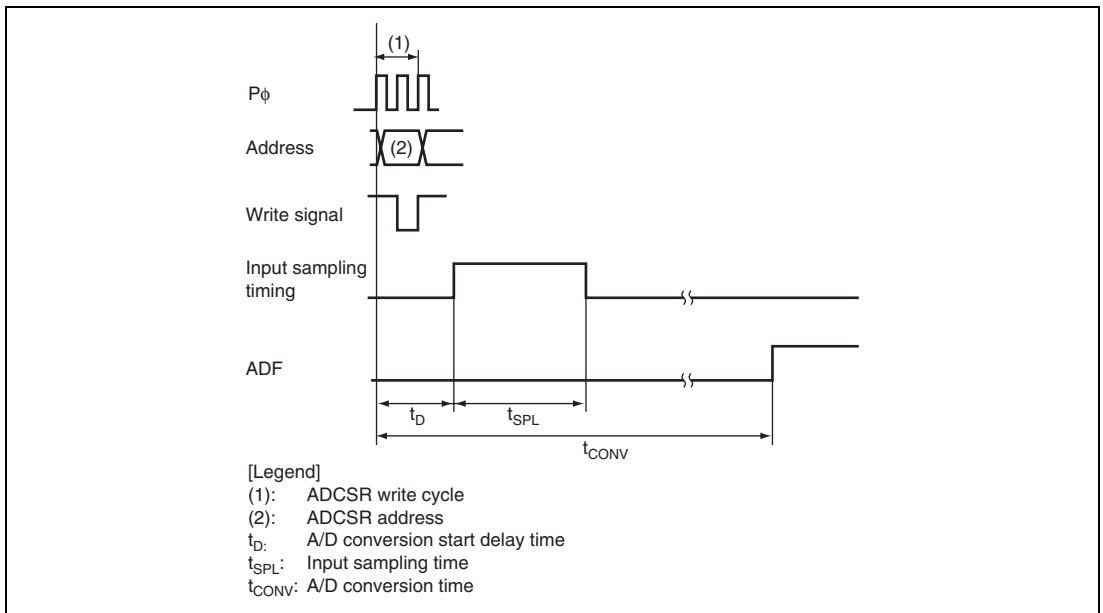 (1)
Pϕ
Address
(2)
Write signal
Input sampling
timing
ADF
tD
tSPL
tCONV
[Legend]
(1): ADCSR write cycle
(2): ADCSR address
tD: A/D conversion start delay time
tSPL: Input sampling time
tCONV: A/D conversion time